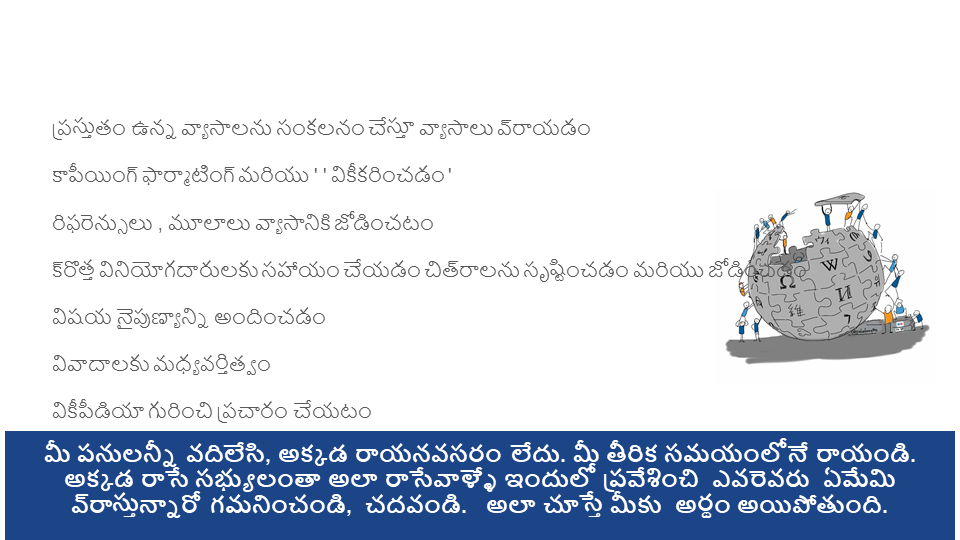 ప్రస్తుతం ఉన్న వ్యాసాలను సంకలనం చేస్తూ వ్యాసాలు వ్‌రాయడం
కాపీయింగ్ ఫార్మాటింగ్ మరియు ' ' వికీకరించడం'
రిఫరెన్సులు , మూలాలు వ్యాసానికి జోడించటం
క్‌రొత్త వినియోగదారులకు సహాయం చేయడం చిత్‌రాలను సృష్టించడం మరియు జోడించడం
విషయ నైపుణ్యాన్ని అందించడం
వివాదాలకు మధ్యవర్తిత్వం
వికీపీడియా గురించి ప్రచారం చేయటం
మీ పనులన్నీ వదిలేసి, అక్కడ రాయనవసరం లేదు. మీ తీరిక సమయంలోనే రాయండి.
అక్కడ రాసే సభ్యులంతా అలా రాసేవాళ్ళే ఇందులో ప్రవేశించి ఎవరెవరు ఏమేమి
వ్‌రాస్తున్నారో గమనించండి, చదవండి. అలా చూస్తే మీకు అర్థం అయిపోతుంది.